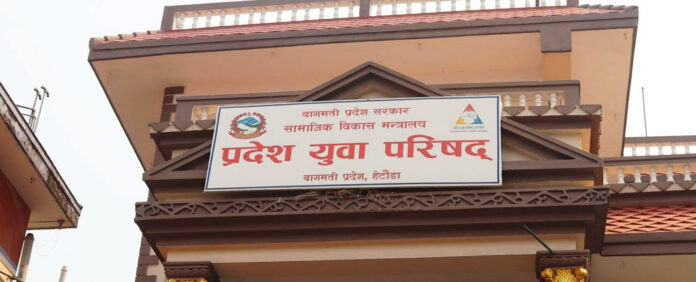 बागमती प्रदेश सरकार
सामाजिक विकास मन्त्रालय
प्रदेश युवा परिषद्
बागमती प्रदेश, हेटौंडा